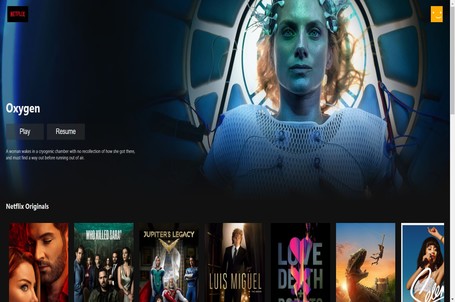 NETFLIX
Oxygen
Play
Resume
A woman wakes in a cryogenic chamber with no recollection of how she got there,
and must find a way out before running out of air.
Netflix Originals
WHO KILLED SARA?
JUPITER'S LEGACY
LUIS MIGUEL
LOVE
DEATH